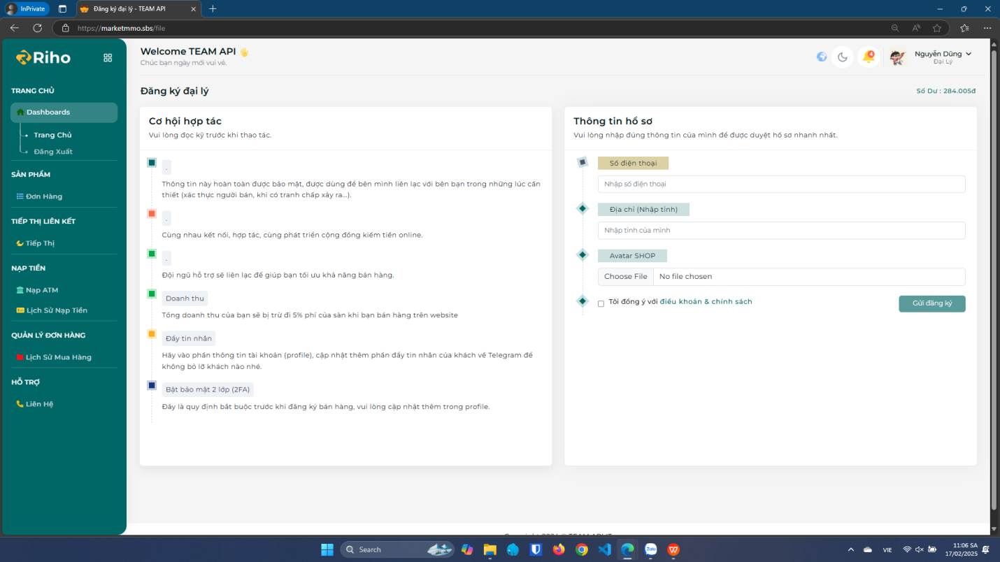 InPrivate
Đăng ký đại lý - TEAM API
https://marketmmo.sbs/file
Riho
TRANG CHỦ
Dashboards
Trang Chủ
Đăng Xuất
SẢN PHẨM
Đơn Hàng
TIẾP THỊ LIÊN KẾT
Tiếp Thị
NẠP TIỀN
Nạp ATM
Lịch Sử Nạp Tiền
QUẢN LÝ ĐƠN HÀNG
Lịch Sử Mua Hàng
HỖ TRỢ
Liên Hệ
Welcome TEAM API 👋
Chúc bạn ngày mới vui vẻ.
4
Nguyễn Dũng
Đại Lý
Đăng ký đại lý
Số Dư : 284.005đ
Cơ hội hợp tác
Vui lòng đọc kỹ trước khi thao tác.
.
Thông tin này hoàn toàn được bảo mật, được dùng để bên mình liên lạc với bên bạn trong những lúc cần
thiết (xác thực người bán, khi có tranh chấp xảy ra...).
.
Cùng nhau kết nối, hợp tác, cùng phát triển cộng đồng kiếm tiền online.
.
Đội ngũ hỗ trợ sẽ liên lạc để giúp bạn tối ưu khả năng bán hàng.
Doanh thu
Tổng doanh thu của bạn sẽ bị trừ đi 5% phí của sàn khi bạn bán hàng trên website
Đẩy tin nhắn
Hãy vào phần thông tin tài khoản (profile), cập nhật thêm phần đẩy tin nhắn của khách về Telegram để
không bỏ lỡ khách nào nhé.
Bật bảo mật 2 lớp (2FA)
Đây là quy định bắt buộc trước khi đăng ký bán hàng, vui lòng cập nhật thêm trong profile.
Thông tin hồ sơ
Vui lòng nhập đúng thông tin của mình để được duyệt hồ sơ nhanh nhất.
Số điện thoại
Nhập số điện thoại
Địa chỉ (Nhập tỉnh)
Nhập tỉnh của mình
Avatar SHOP
Choose File No file chosen
Tôi đồng ý với điều khoản & chính sách
Gửi đăng ký
Search
Zalo
VIE
11:06 SA
17/02/2025